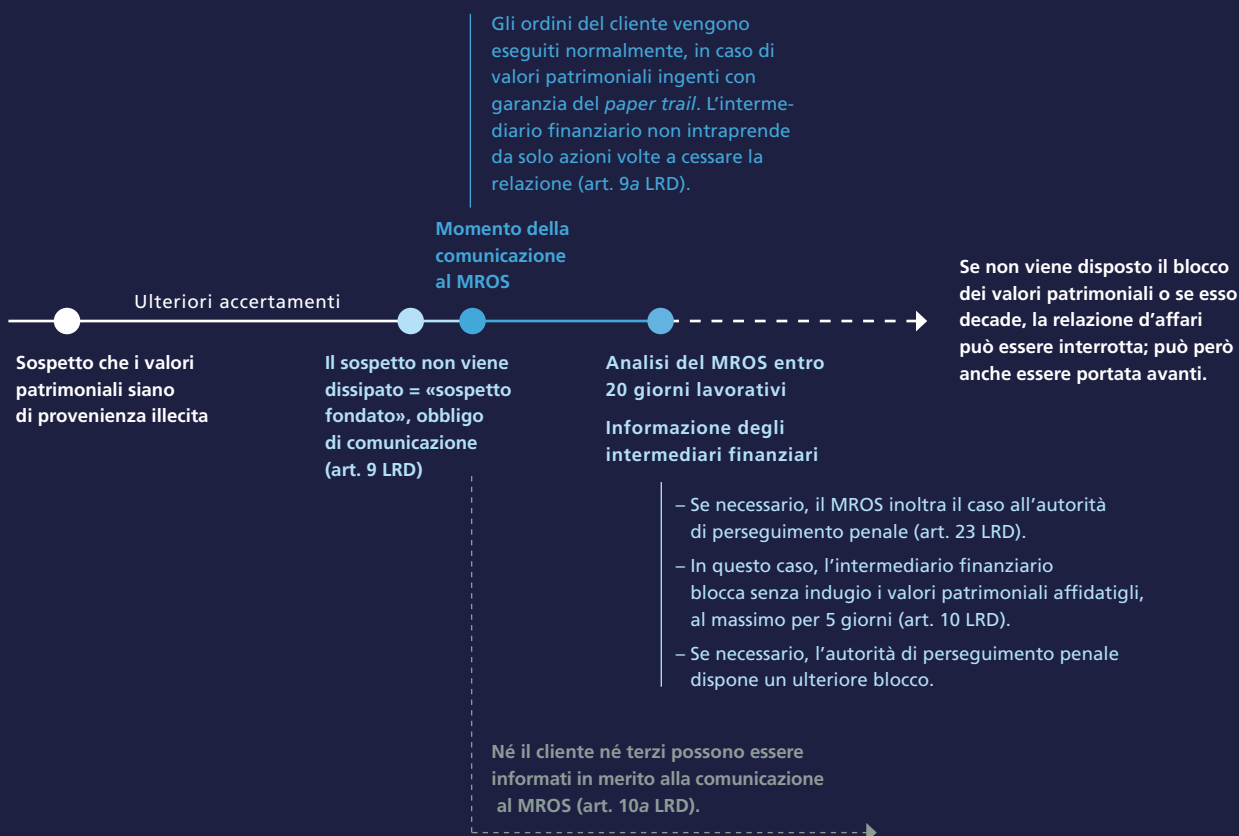 Gli ordini del cliente vengono
eseguiti normalmente, in caso di
valori patrimoniali ingenti con
garanzia del paper trail. L'interme-
diario finanziario non intraprende
da solo azioni volte a cessare la
relazione (art. 9a LRD).
Momento della
comunicazione
al MROS
Ulteriori accertamenti
Sospetto che i valori
patrimoniali siano
di provenienza illecita
Il sospetto non viene
dissipato = «sospetto
fondato», obbligo
di comunicazione
(art. 9 LRD)
Analisi del MROS entro
20 giorni lavorativi
Informazione degli
intermediari finanziari
– Se necessario, il MROS inoltra il caso all'autorità
di perseguimento penale (art. 23 LRD).
– In questo caso, l'intermediario finanziario
blocca senza indugio i valori patrimoniali affidatigli,
al massimo per 5 giorni (art. 10 LRD).
– Se necessario, l'autorità di perseguimento penale
dispone un ulteriore blocco.
Se non viene disposto il blocco
dei valori patrimoniali o se esso
decade, la relazione d'affari
può essere interrotta; può però
anche essere portata avanti.
Né il cliente né terzi possono essere
informati in merito alla comunicazione
al MROS (art. 10a LRD).